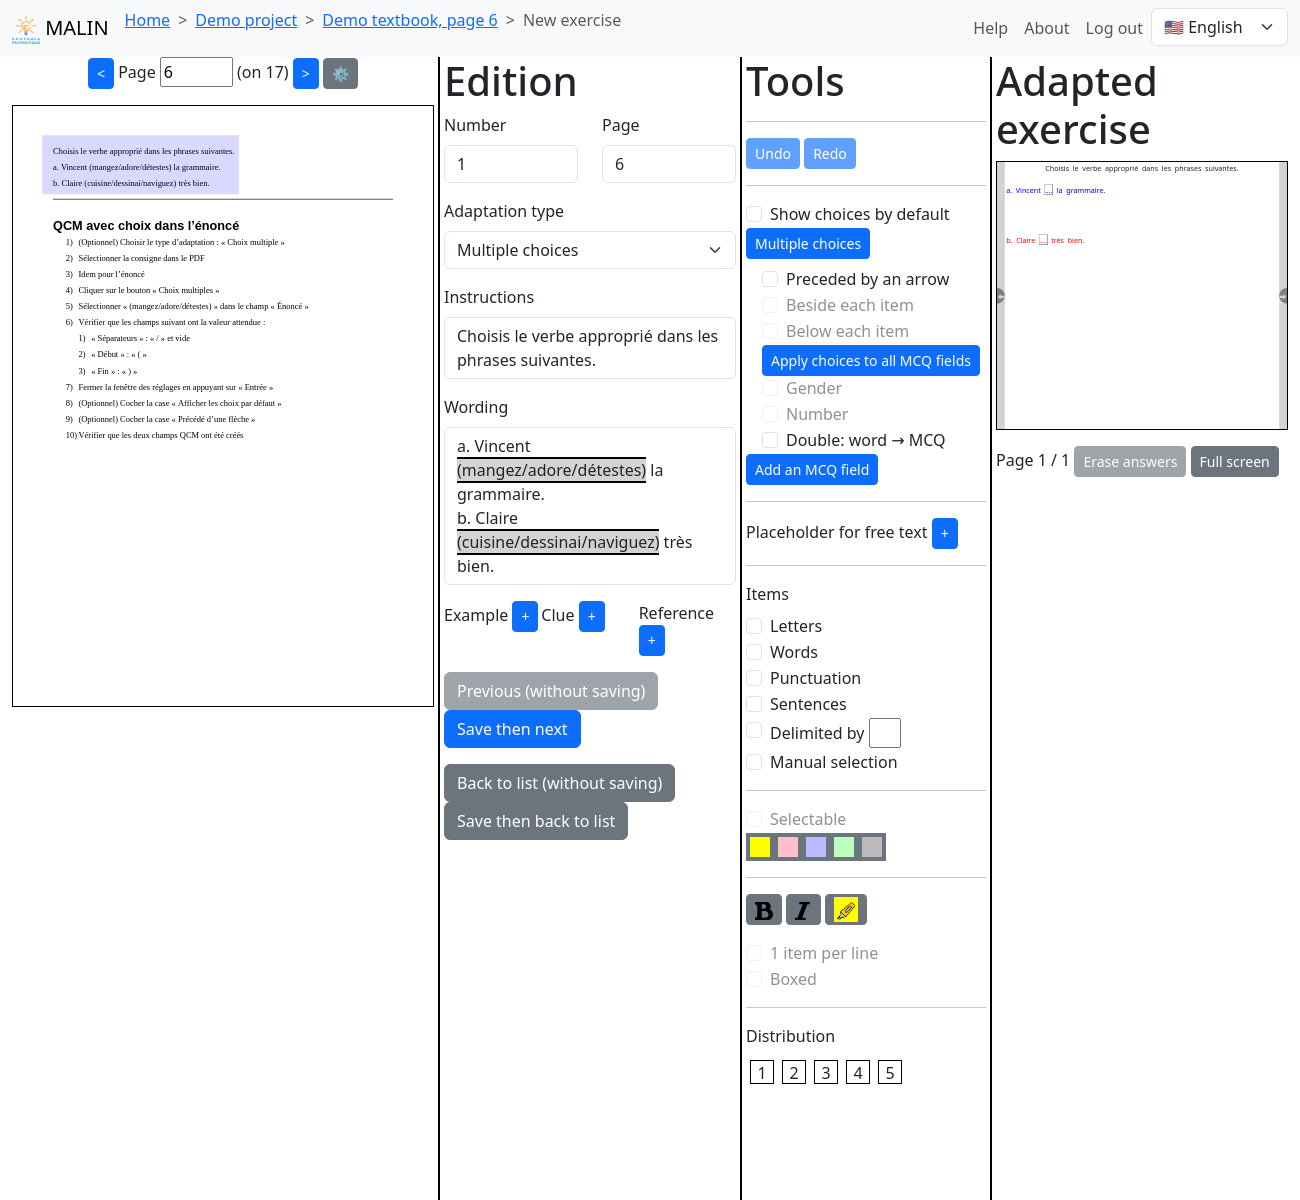 MALIN
Home > Demo project > Demo textbook, page 6 > New exercise
Help About Log out 🇺🇸 English
< Page 6 (on 17) > ⚙️
Choisis le verbe approprié dans les phrases suivantes.
a. Vincent (mangez/adore/détestes) la grammaire.
b. Claire (cuisine/dessinai/naviguez) très bien.
QCM avec choix dans l'énoncé
1) (Optionnel) Choisir le type d'adaptation : « Choix multiple »
2) Sélectionner la consigne dans le PDF
3) Idem pour l'énoncé
4) Cliquer sur le bouton « Choix multiples »
5) Sélectionner « (mangez/adore/détestes) » dans le champ « Énoncé »
6) Vérifier que les champs suivant ont la valeur attendue :
1) « Séparateurs » : « / » et vide
2) « Début » : « ( »
3) « Fin » : « ) »
7) Fermer la fenêtre des réglages en appuyant sur « Entrée »
8) (Optionnel) Cocher la case « Afficher les choix par défaut »
9) (Optionnel) Cocher la case « Précédé d'une flèche »
10) Vérifier que les deux champs QCM ont été créés
Edition
Number
Page
1
6
Adaptation type
Multiple choices
Instructions
Choisis le verbe approprié dans les
phrases suivantes.
Wording
a. Vincent
(mangez/adore/détestes) la
grammaire.
b. Claire
(cuisine/dessinai/naviguez) très
bien.
Example + Clue + Reference
+
Previous (without saving)
Save then next
Back to list (without saving)
Save then back to list
Tools
Undo Redo
Show choices by default
Multiple choices
Preceded by an arrow
Beside each item
Below each item
Apply choices to all MCQ fields
Gender
Number
Double: word → MCQ
Add an MCQ field
Placeholder for free text +
Items
Letters
Words
Punctuation
Sentences
Delimited by
Manual selection
Selectable
B I
1 item per line
Boxed
Distribution
1 2 3 4 5
Adapted
exercise
Choisis le verbe approprié dans les phrases suivantes.
a. Vincent .... la grammaire.
b. Claire .... très bien.
Page 1 / 1 Erase answers Full screen